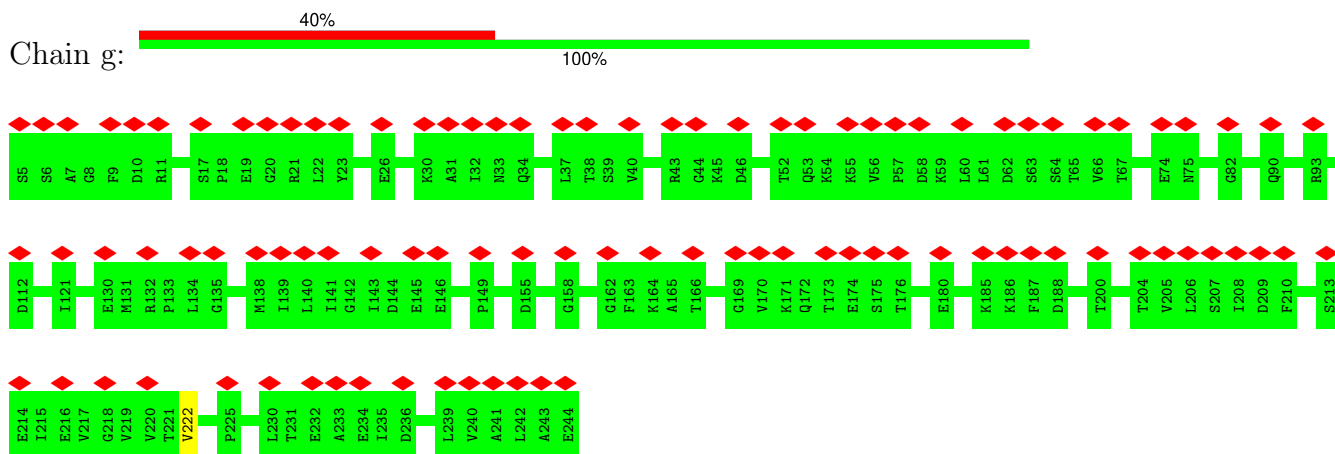 40%
Chain g:
100%
S5 S6 A7 G8 F9 D10 R11 S17 P18 E19 G20 R21 L22 Y23 E26 K30 A31 I32 N33 Q34 L37 T38 S39 V40 R43 G44 K45 D46 T52 Q53 K54 K55 V56 P57 D58 K59 L60 L61 D62 S63 S64 T65 V66 T67 E74 N75 G82 Q90 R93
D112 I121 E130 M131 R132 P133 L134 G135 M138 I139 L140 I141 G142 I143 D144 E145 E146 P149 D155 G158 G162 F163 K164 A165 T166 G169 V170 K171 Q172 T173 E174 S175 T176 E180 K185 K186 F187 D188 T200 T204 V205 L206 S207 I208 D209 F210 S213
E214 I215 E216 V217 G218 V219 V220 T221 V222 P225 L230 T231 E232 A233 E234 I235 D236 L239 V240 A241 L242 A243 E244